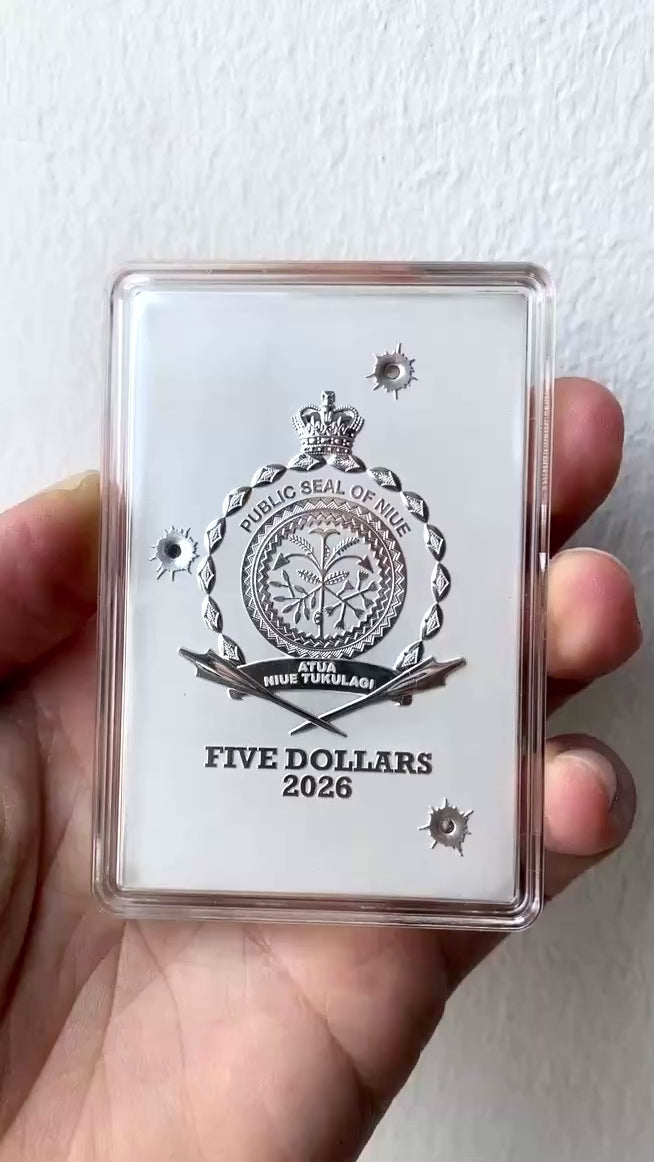 PUBLIC SEAL OF NIUE
ATUA
NIUE TUKULAGI
FIVE DOLLARS
2026